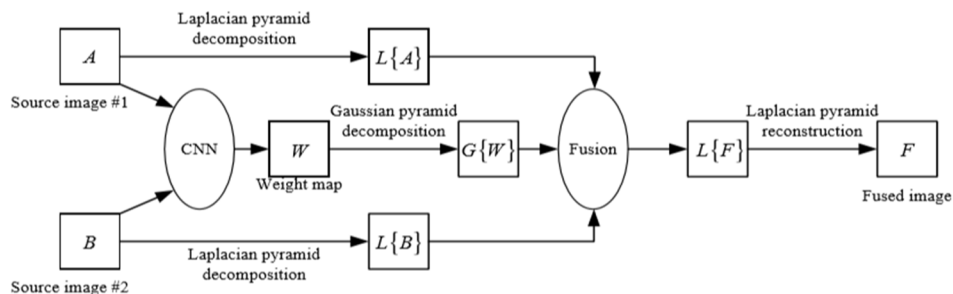 Laplacian pyramid
decomposition
A
L{A}
Source image #1
Gaussian pyramid
decomposition
Laplacian pyramid
reconstruction
CNN
W
G{W}
Fusion
L{F}
F
Weight map
Fused image
B
L{B}
Laplacian pyramid
decomposition
Source image #2